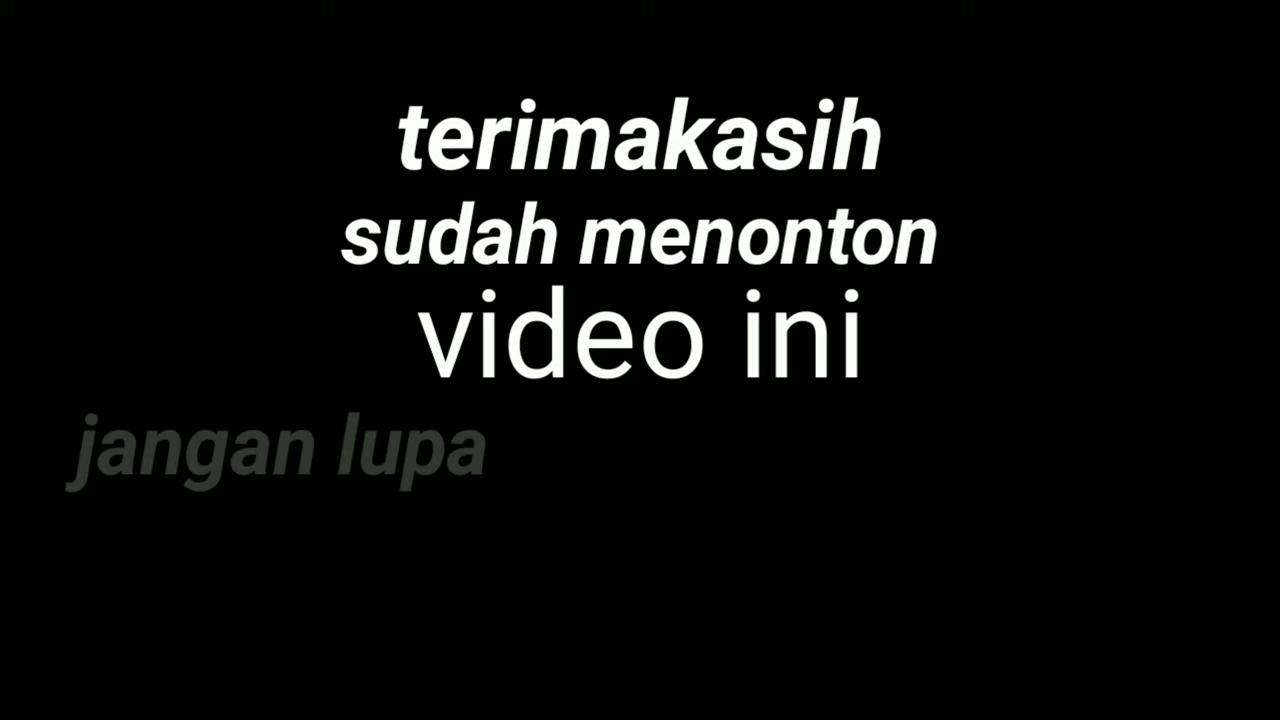 terimakasih
sudah menonton
video ini
jangan lupa